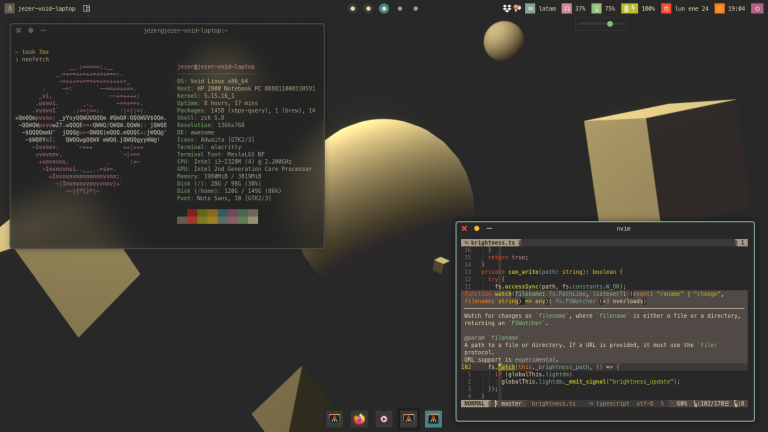 jezer-void-laptop
latam
37%
75%
100%
lun ene 24
19:04
jezer@void-laptop:~
~ took 7ms
❯ neofetch
jezer@void-laptop
OS: Void Linux x86_64
Host: HP 2000 Notebook PC 088811000330591
Kernel: 5.15.16_1
Uptime: 8 hours, 17 mins
Packages: 1458 (xbps-query), 1 (brew), 14
Shell: zsh 5.8
Resolution: 1366x768
DE: awesome
Icons: Adwaita [GTK2/3]
Terminal: alacritty
Terminal Font: MesloLGS NF
CPU: Intel i3-2328M (4) @ 2.200GHz
GPU: Intel 2nd Generation Core Processor
Memory: 1980MiB / 3819MiB
Disk (/): 28G / 98G (30%)
Disk (/home): 120G / 149G (86%)
Font: Noto Sans, 10 [GTK2/3]
nvim
brightness.ts 1
16 }
15 return true;
14 }
13 private can_write(path: string): boolean {
12 try {
11 fs.accessSync(path, fs.constants.W_OK);
function watch(filename: fs.PathLike, listener?: (event: "rename" | "change",
filename: string) => any): fs.FSWatcher (+3 overloads)
Watch for changes on `filename`, where `filename` is either a file or a directory,
returning an `FSWatcher`.
@param `filename`
A path to a file or directory. If a URL is provided, it must use the `file:`
protocol.
URL support is experimental.
102 fs.watch(this._brightness_path, () => {
1 if (globalThis.lightdm)
2 globalThis.lightdm._emit_signal("brightness_update");
3 });
4 }
NORMAL master brightness.ts typescript utf-8 60% 102/170 :8